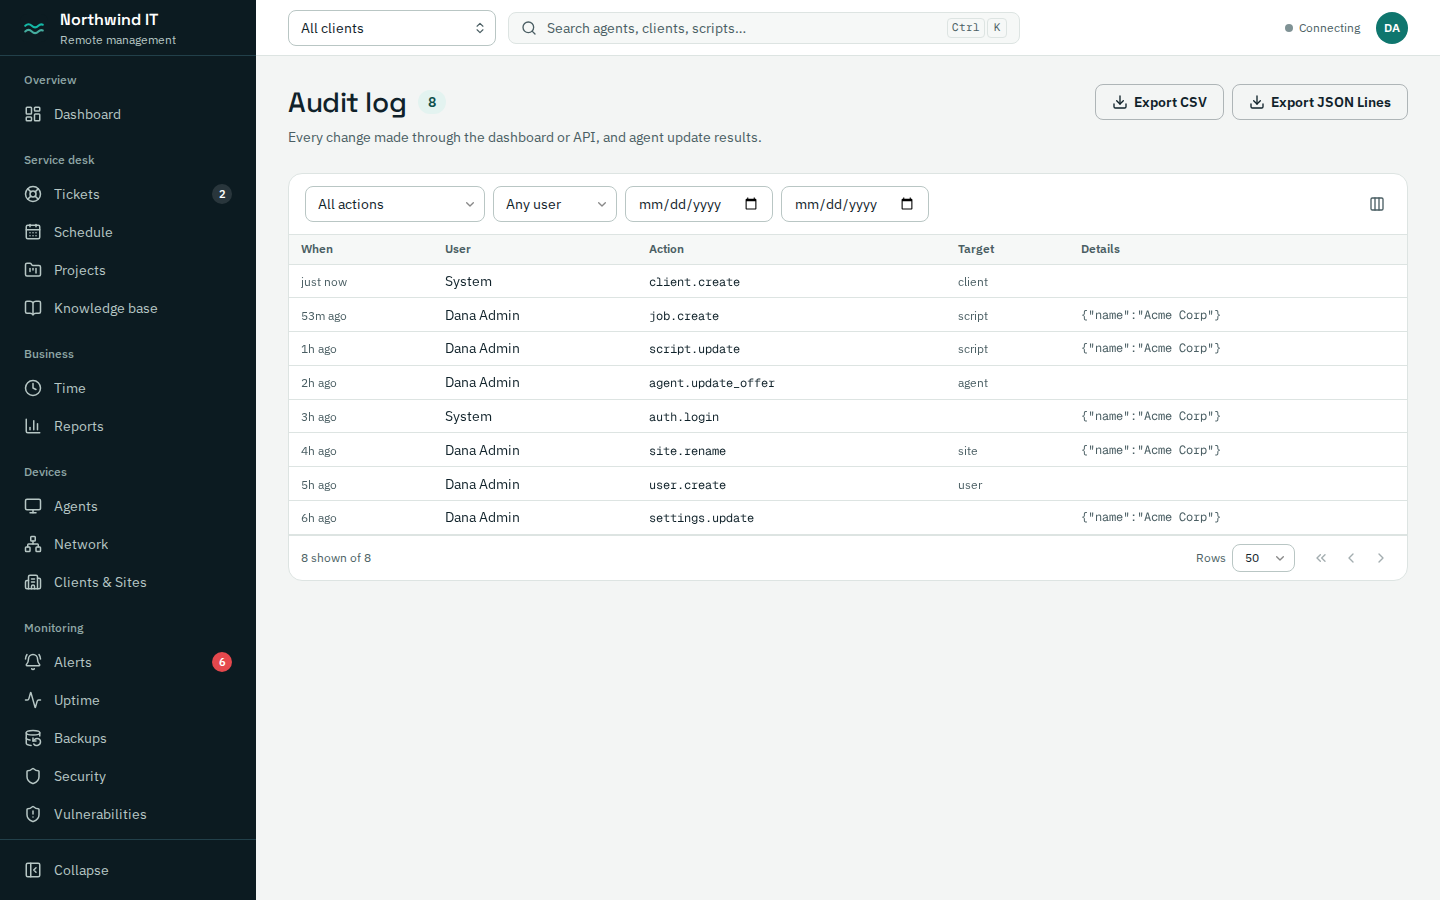 Northwind IT
Remote management
Overview
Dashboard
Service desk
Tickets 2
Schedule
Projects
Knowledge base
Business
Time
Reports
Devices
Agents
Network
Clients & Sites
Monitoring
Alerts 6
Uptime
Backups
Security
Vulnerabilities
Collapse
All clients
Search agents, clients, scripts... Ctrl K
Connecting
DA
Audit log 8
Every change made through the dashboard or API, and agent update results.
Export CSV
Export JSON Lines
All actions Any user mm/dd/yyyy mm/dd/yyyy
When User Action Target Details
just now System client.create client
53m ago Dana Admin job.create script {"name":"Acme Corp"}
1h ago Dana Admin script.update script {"name":"Acme Corp"}
2h ago Dana Admin agent.update_offer agent
3h ago System auth.login {"name":"Acme Corp"}
4h ago Dana Admin site.rename site {"name":"Acme Corp"}
5h ago Dana Admin user.create user
6h ago Dana Admin settings.update {"name":"Acme Corp"}
8 shown of 8
Rows 50